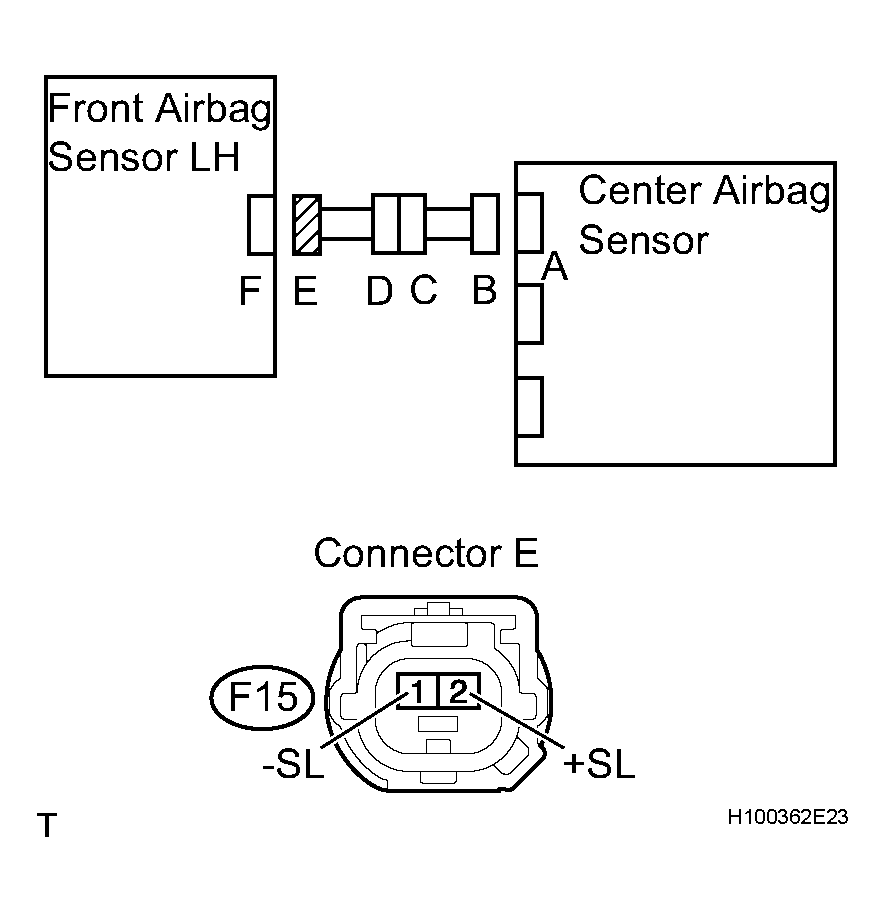 Front Airbag
Sensor LH
Center Airbag
Sensor
A
F E D C B
Connector E
F15
1 2
-SL +SL
T
H100362E23